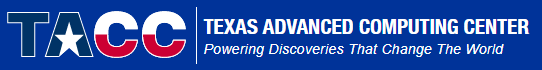 TACC
TEXAS ADVANCED COMPUTING CENTER
Powering Discoveries That Change The World